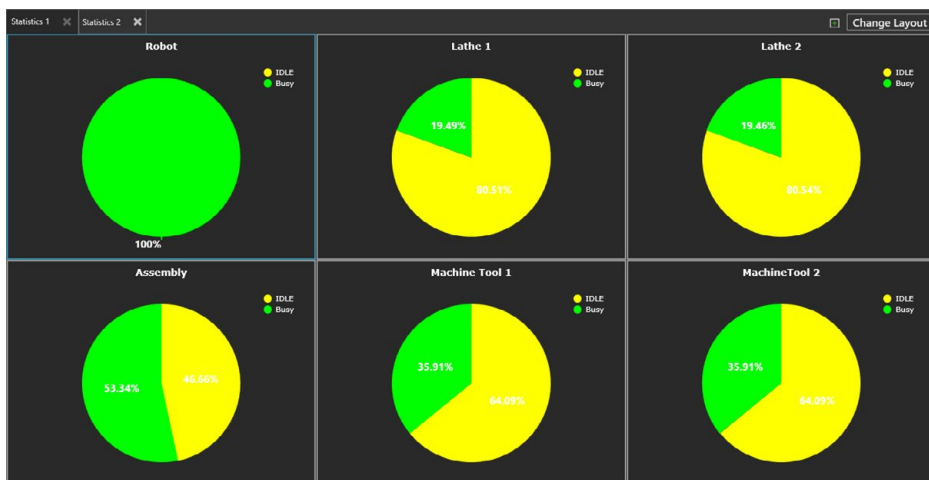 Statistics 1
Statistics 2
Change Layout
Robot
IDLE
Busy
100%
Lathe 1
IDLE
Busy
19.49%
80.51%
Lathe 2
IDLE
Busy
19.46%
80.54%
Assembly
IDLE
Busy
53.34%
46.66%
Machine Tool 1
IDLE
Busy
35.91%
64.09%
MachineTool 2
IDLE
Busy
35.91%
64.09%